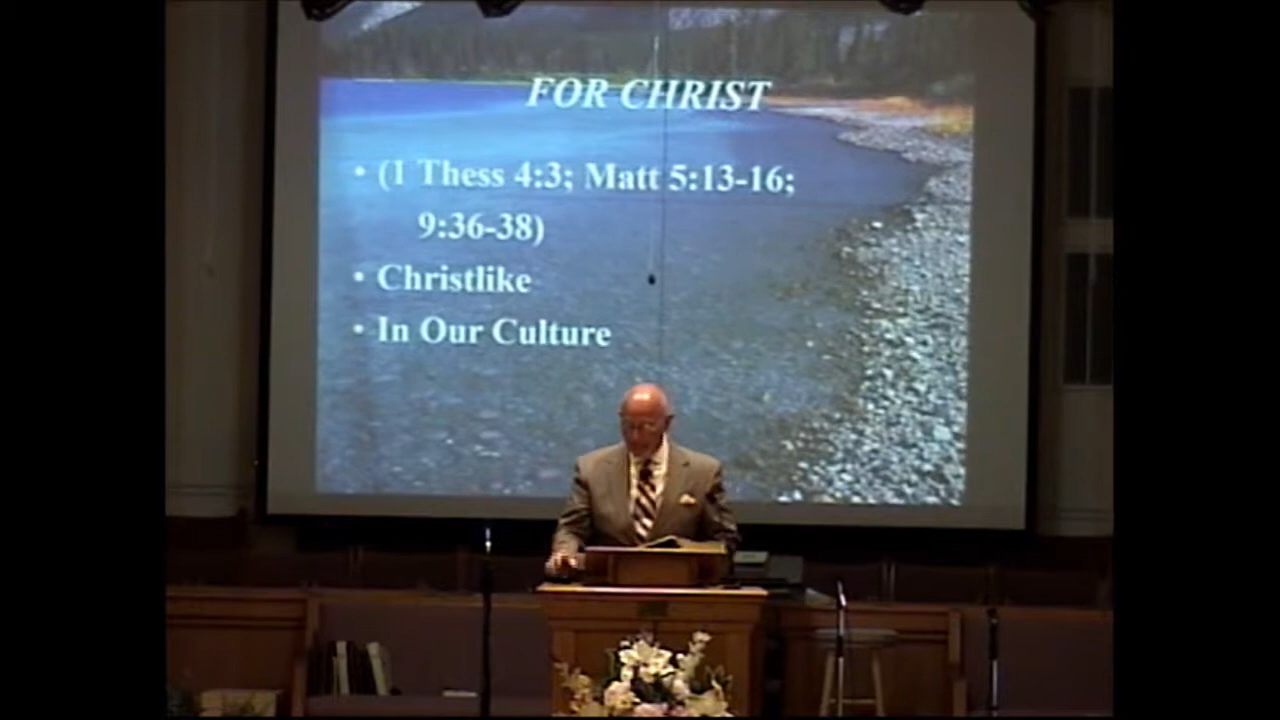 FOR CHRIST
• (1 Thess 4:3; Matt 5:13-16;
9:36-38)
• Christlike
• In Our Culture